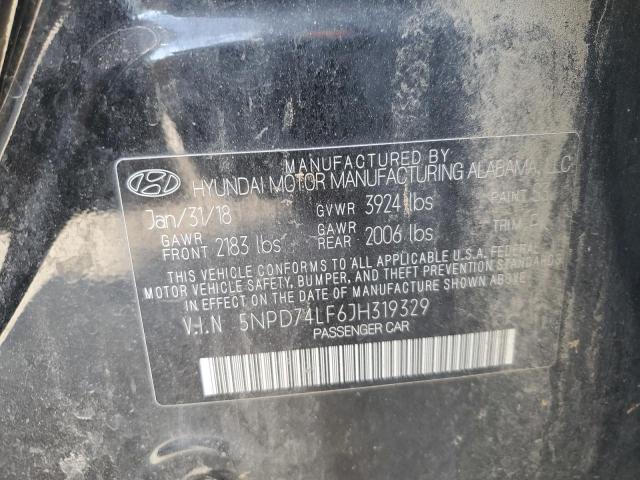 MANUFACTURED BY
HYUNDAI MOTOR MANUFACTURING ALABAMA, LLC
Jan/31/18 GVWR 3924 lbs PAINT
GAWR FRONT 2183 lbs GAWR REAR 2006 lbs TRIM
THIS VEHICLE CONFORMS TO ALL APPLICABLE U.S.A. FEDERAL
MOTOR VEHICLE SAFETY, BUMPER, AND THEFT PREVENTION STANDARDS
IN EFFECT ON THE DATE OF MANUFACTURE SHOWN ABOVE.
V.I.N 5NPD74LF6JH319329
PASSENGER CAR